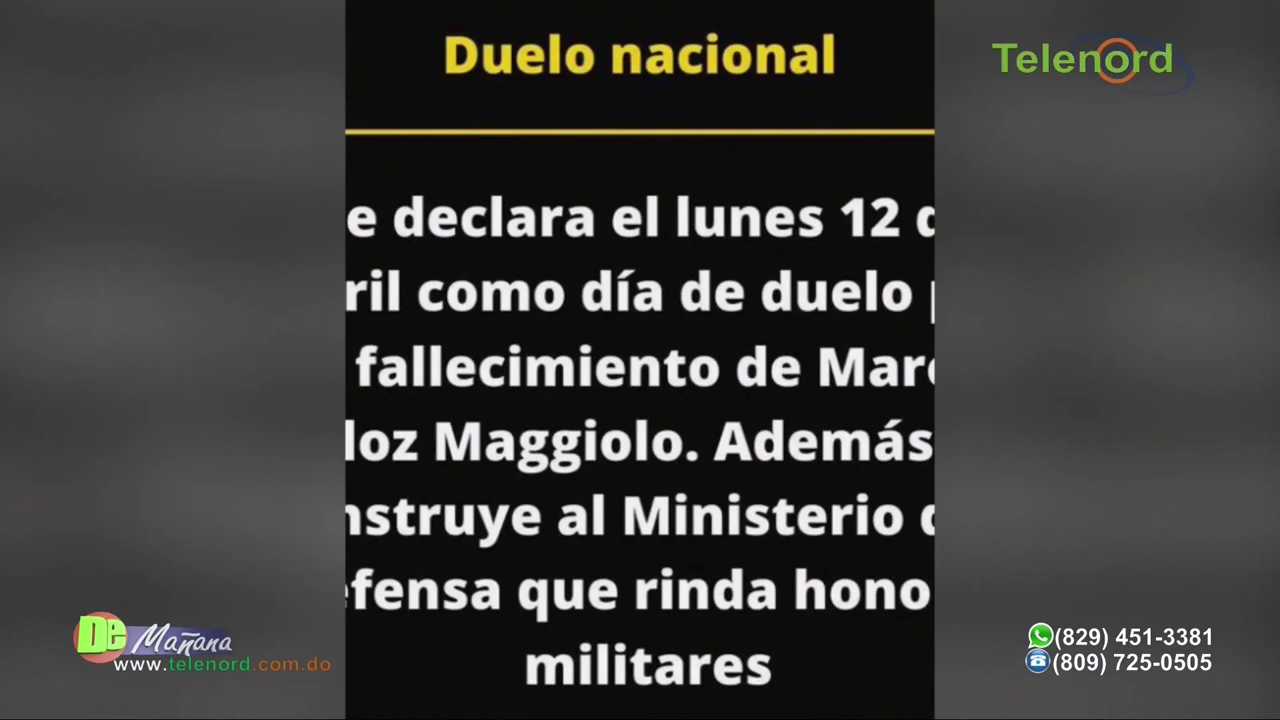 Duelo nacional
Telenord
e declara el lunes 12 d
ril como día de duelo p
fallecimiento de Marc
loz Maggiolo. Además
nstruye al Ministerio d
efensa que rinda hono
militares
De Mañana
www.telenord.com.do
(829) 451-3381
(809) 725-0505